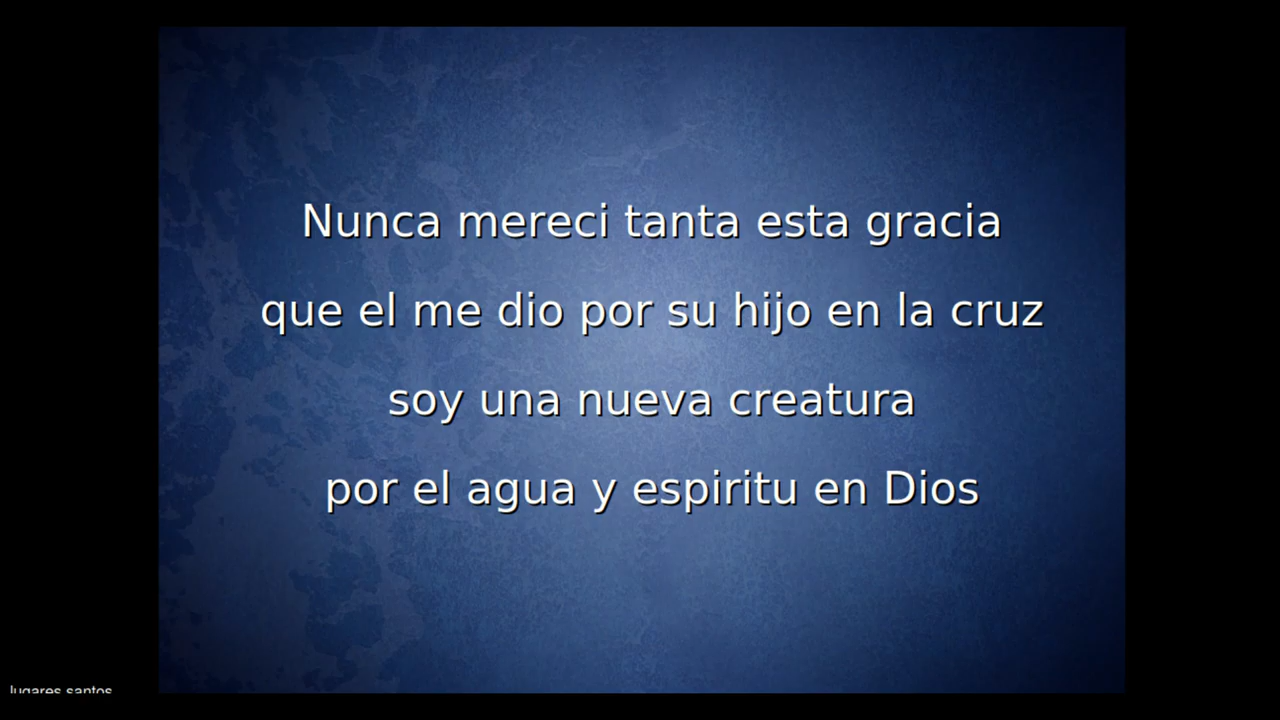 Nunca mereci tanta esta gracia
que el me dio por su hijo en la cruz
soy una nueva creatura
por el agua y espiritu en Dios
lugares santos